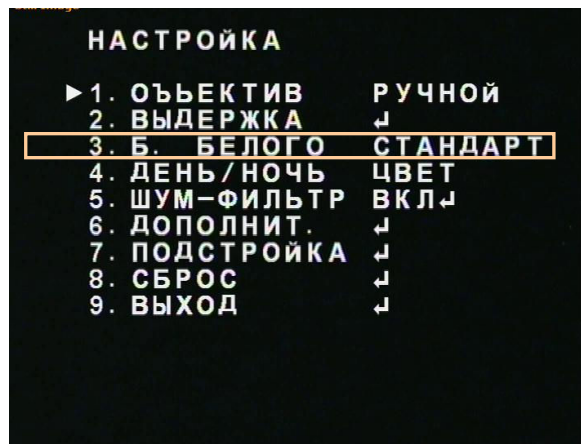 НАСТРОйКА
►1. ОЪЬЕКТИВ РУЧНОй
2. ВЫДЕРЖКА ↲
3. Б. БЕЛОГО СТАНДАРТ
4. ДЕНЬ/НОЧЬ ЦВЕТ
5. ШУМ-ФИЛЬТР ВКЛ↲
6. ДОПОЛНИТ. ↲
7. ПОДСТРОйКА ↲
8. СБРОС ↲
9. ВЫХОД ↲